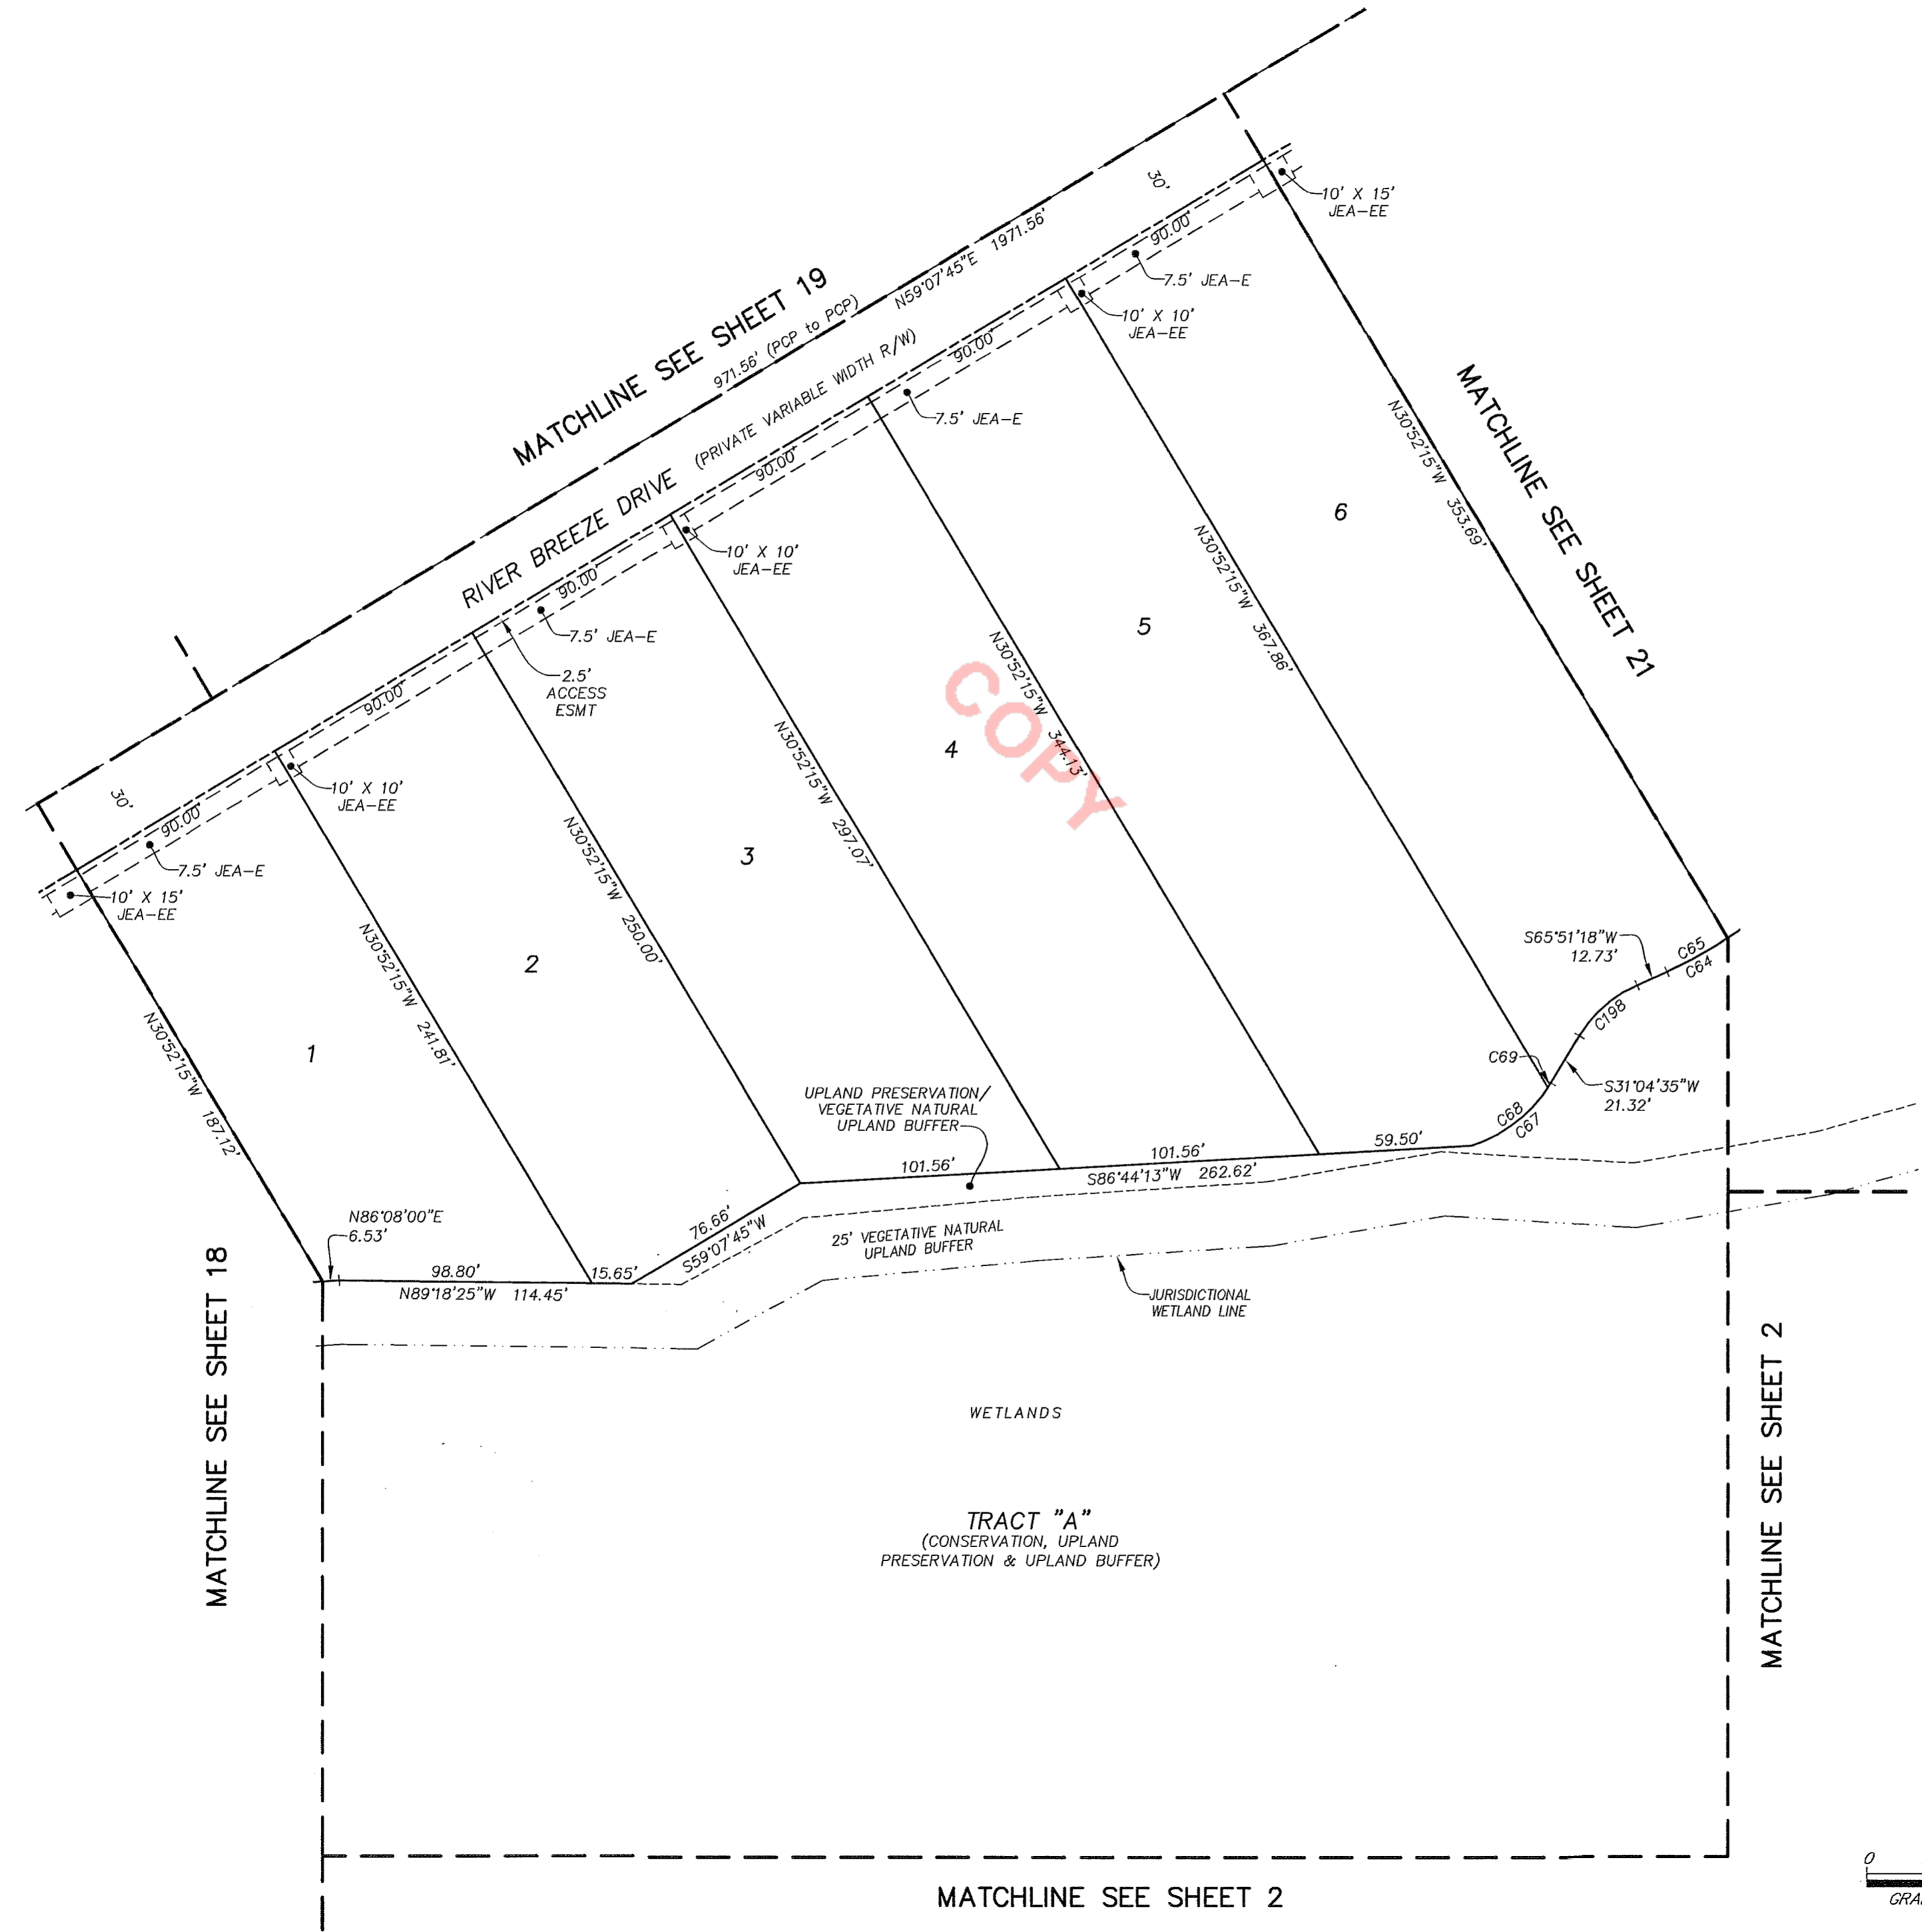 MATCHLINE SEE SHEET 19
971.56' (PCP to PCP)
N59°07'45"E 1971.56'
30'
RIVER BREEZE DRIVE (PRIVATE VARIABLE WIDTH R/W)
90.00'
10' X 15'
JEA-EE
7.5' JEA-E
10' X 10'
JEA-EE
90.00'
7.5' JEA-E
90.00'
10' X 10'
JEA-EE
90.00'
7.5' JEA-E
2.5'
ACCESS
ESMT
90.00'
10' X 10'
JEA-EE
30'
90.00'
7.5' JEA-E
10' X 15'
JEA-EE
MATCHLINE SEE SHEET 21
N30°52'15"W 353.69'
6
N30°52'15"W 367.86'
5
N30°52'15"W 344.13'
COPY
4
N30°52'15"W 297.07'
3
N30°52'15"W 250.00'
2
N30°52'15"W 241.81'
1
N30°52'15"W 187.12'
S65°51'18"W
12.73'
C65
C64
C198
C69
S31°04'35"W
21.32'
C68
C67
UPLAND PRESERVATION/
VEGETATIVE NATURAL
UPLAND BUFFER
101.56'
101.56'
59.50'
S86°44'13"W 262.62'
76.66'
S59°07'45"W
N86°08'00"E
6.53'
98.80'
15.65'
N89°18'25"W 114.45'
25' VEGETATIVE NATURAL
UPLAND BUFFER
JURISDICTIONAL
WETLAND LINE
MATCHLINE SEE SHEET 18
MATCHLINE SEE SHEET 2
WETLANDS
TRACT "A"
(CONSERVATION, UPLAND
PRESERVATION & UPLAND BUFFER)
MATCHLINE SEE SHEET 2
0